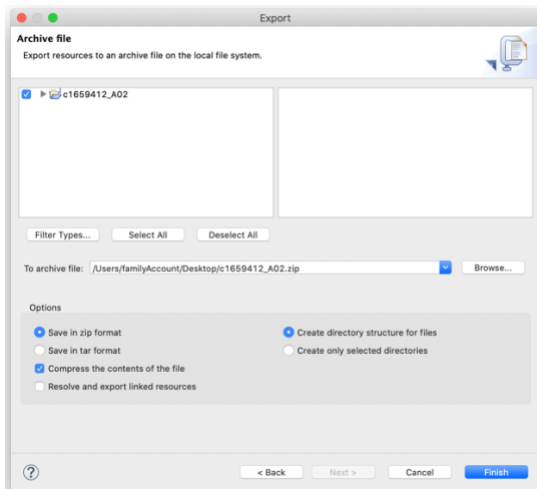 Export
Archive file
Export resources to an archive file on the local file system.
c1659412_A02
Filter Types... Select All Deselect All
To archive file: /Users/familyAccount/Desktop/c1659412_A02.zip Browse...
Options
Save in zip format Create directory structure for files
Save in tar format Create only selected directories
Compress the contents of the file
Resolve and export linked resources
? < Back Next > Cancel Finish